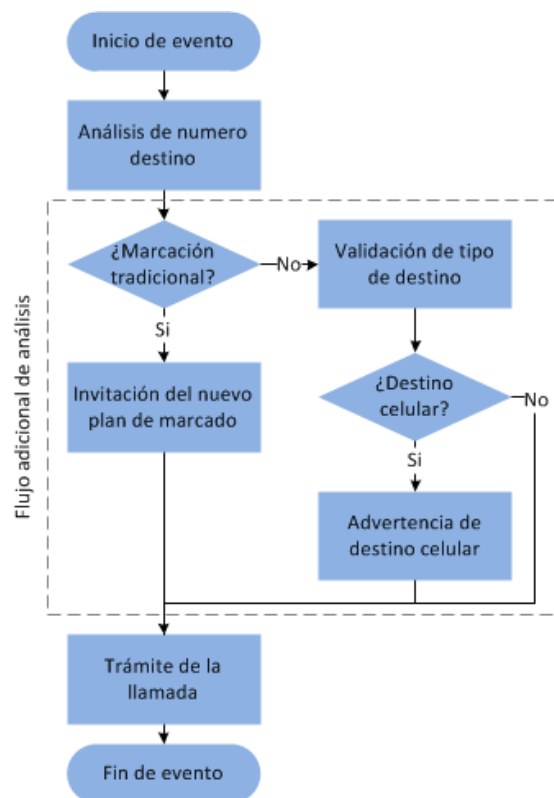 Inicio de evento
Análisis de numero
destino
¿Marcación
tradicional?
No
Validación de tipo
de destino
Si
Invitación del nuevo
plan de marcado
¿Destino
celular?
No
Si
Advertencia de
destino celular
Flujo adicional de análisis
Trámite de la
llamada
Fin de evento